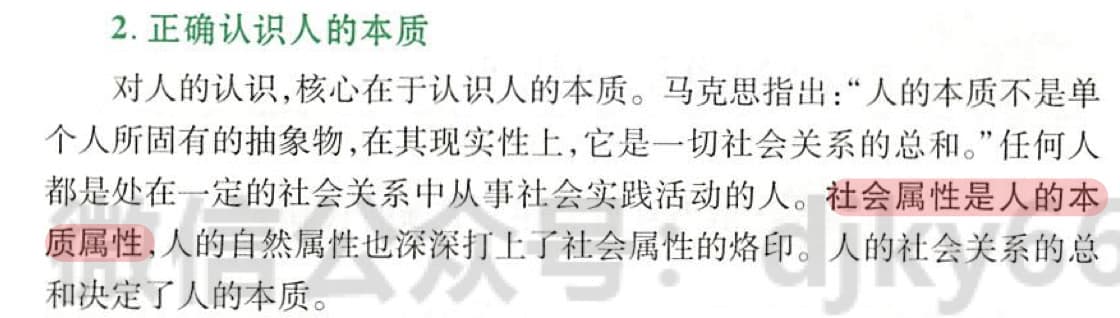 2. 正确认识人的本质
对人的认识,核心在于认识人的本质。马克思指出:“人的本质不是单
个人所固有的抽象物,在其现实性上,它是一切社会关系的总和。”任何人
都是处在一定的社会关系中从事社会实践活动的人。社会属性是人的本
质属性,人的自然属性也深深打上了社会属性的烙印。人的社会关系的总
和决定了人的本质。
微信公众号: djky66